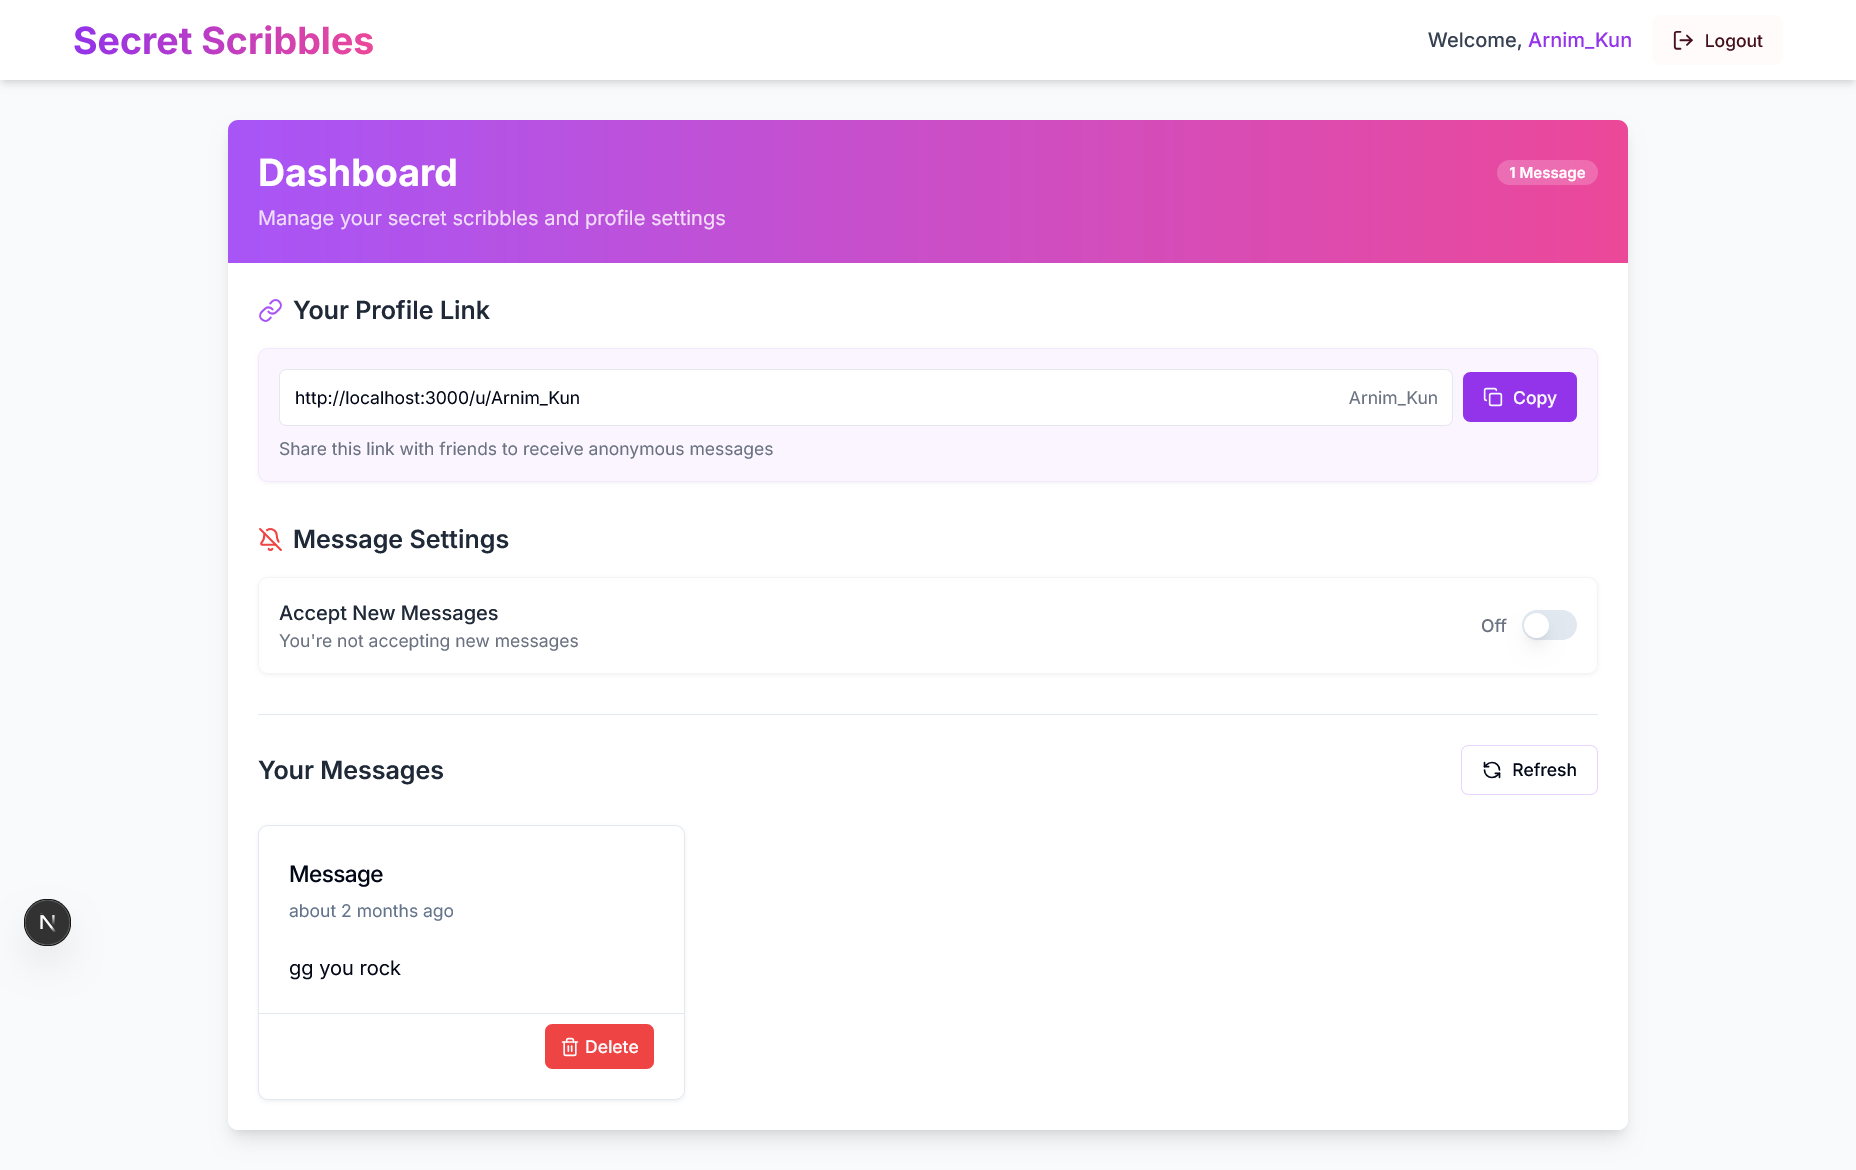 Secret Scribbles
Welcome, Arnim_Kun
Logout
Dashboard
1 Message
Manage your secret scribbles and profile settings
Your Profile Link
http://localhost:3000/u/Arnim_Kun
Arnim_Kun
Copy
Share this link with friends to receive anonymous messages
Message Settings
Accept New Messages
You're not accepting new messages
Off
Your Messages
Refresh
Message
about 2 months ago
gg you rock
Delete
N